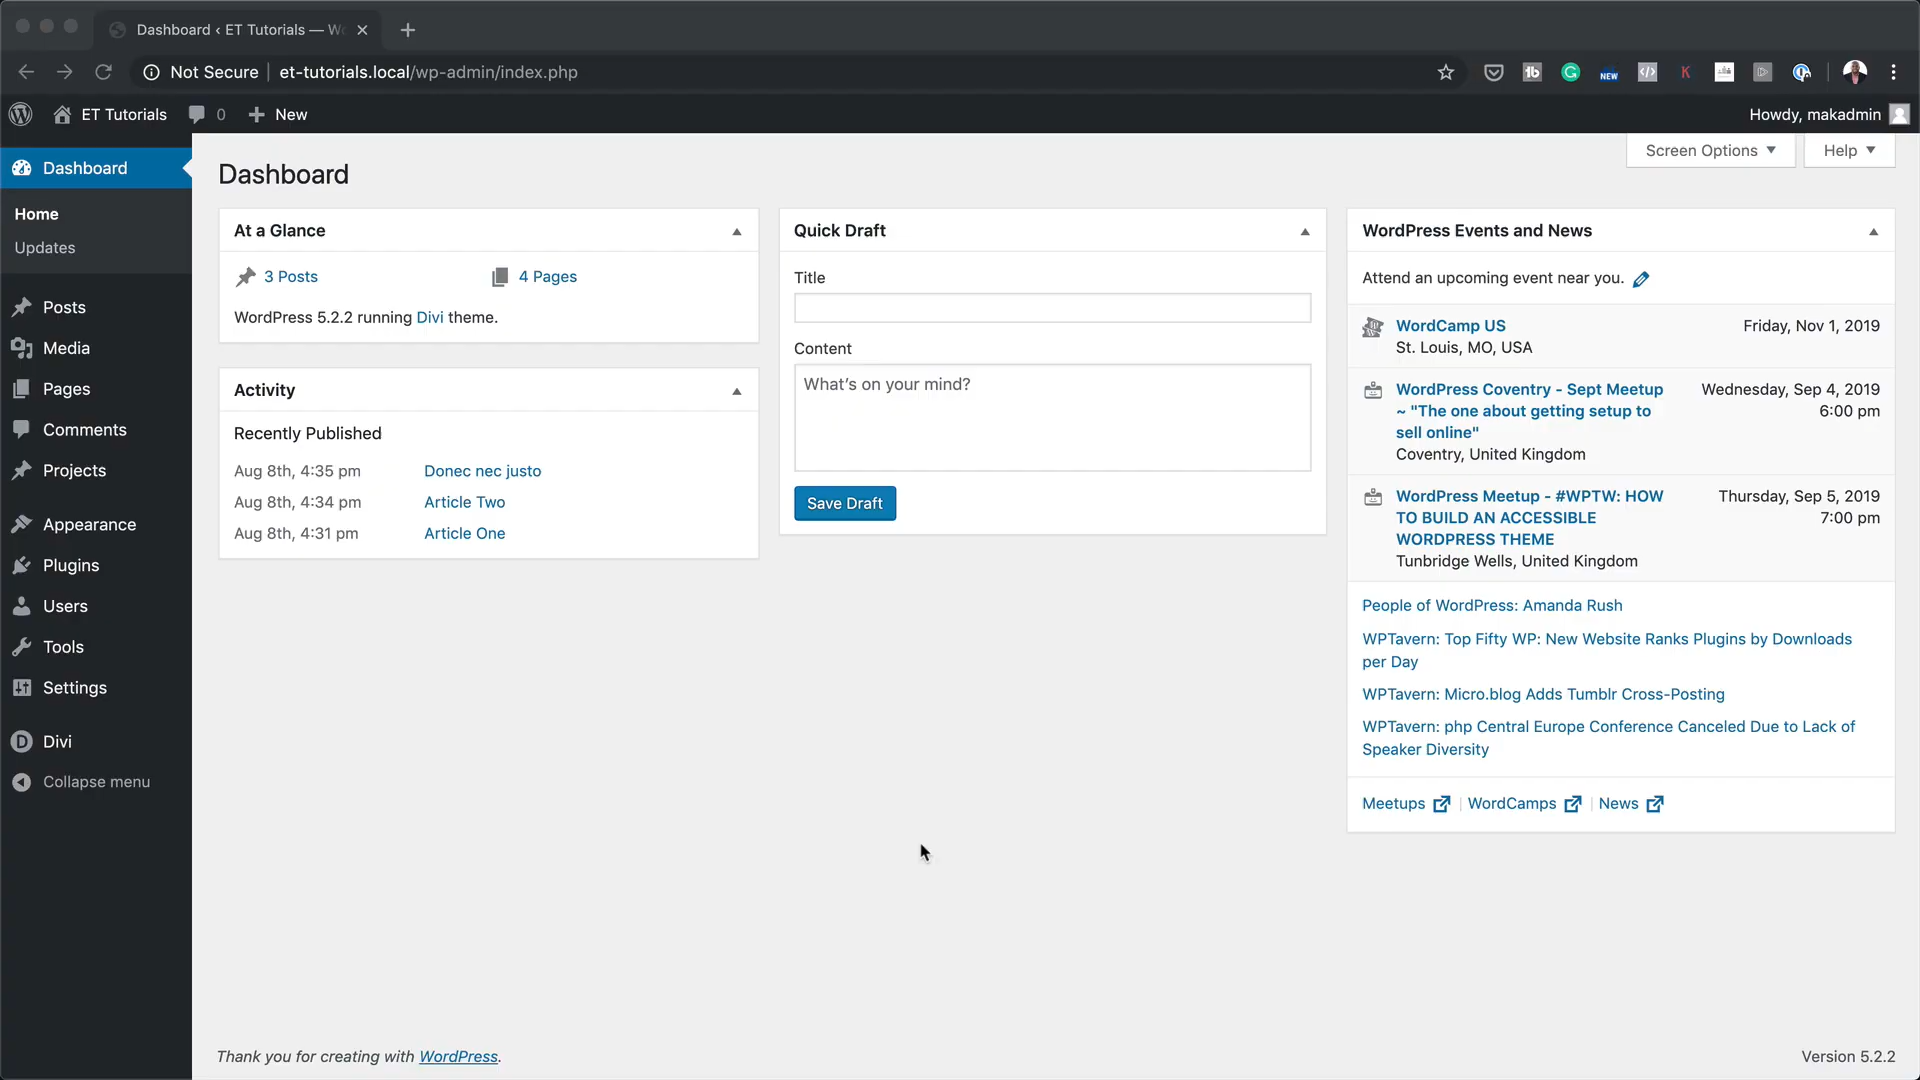 Dashboard ‹ ET Tutorials — W
Not Secure | et-tutorials.local/wp-admin/index.php
NEW
K
ET Tutorials 0 New
Howdy, makadmin
Dashboard
Home
Updates
Posts
Media
Pages
Comments
Projects
Appearance
Plugins
Users
Tools
Settings
Divi
Collapse menu
Screen Options
Help
Dashboard
At a Glance
3 Posts
4 Pages
WordPress 5.2.2 running Divi theme.
Activity
Recently Published
Aug 8th, 4:35 pm Donec nec justo
Aug 8th, 4:34 pm Article Two
Aug 8th, 4:31 pm Article One
Quick Draft
Title
Content
What’s on your mind?
Save Draft
WordPress Events and News
Attend an upcoming event near you.
WordCamp US Friday, Nov 1, 2019
St. Louis, MO, USA
WordPress Coventry - Sept Meetup Wednesday, Sep 4, 2019
~ "The one about getting setup to 6:00 pm
sell online"
Coventry, United Kingdom
WordPress Meetup - #WPTW: HOW Thursday, Sep 5, 2019
TO BUILD AN ACCESSIBLE 7:00 pm
WORDPRESS THEME
Tunbridge Wells, United Kingdom
People of WordPress: Amanda Rush
WPTavern: Top Fifty WP: New Website Ranks Plugins by Downloads
per Day
WPTavern: Micro.blog Adds Tumblr Cross-Posting
WPTavern: php Central Europe Conference Canceled Due to Lack of
Speaker Diversity
Meetups | WordCamps | News
Thank you for creating with WordPress.
Version 5.2.2